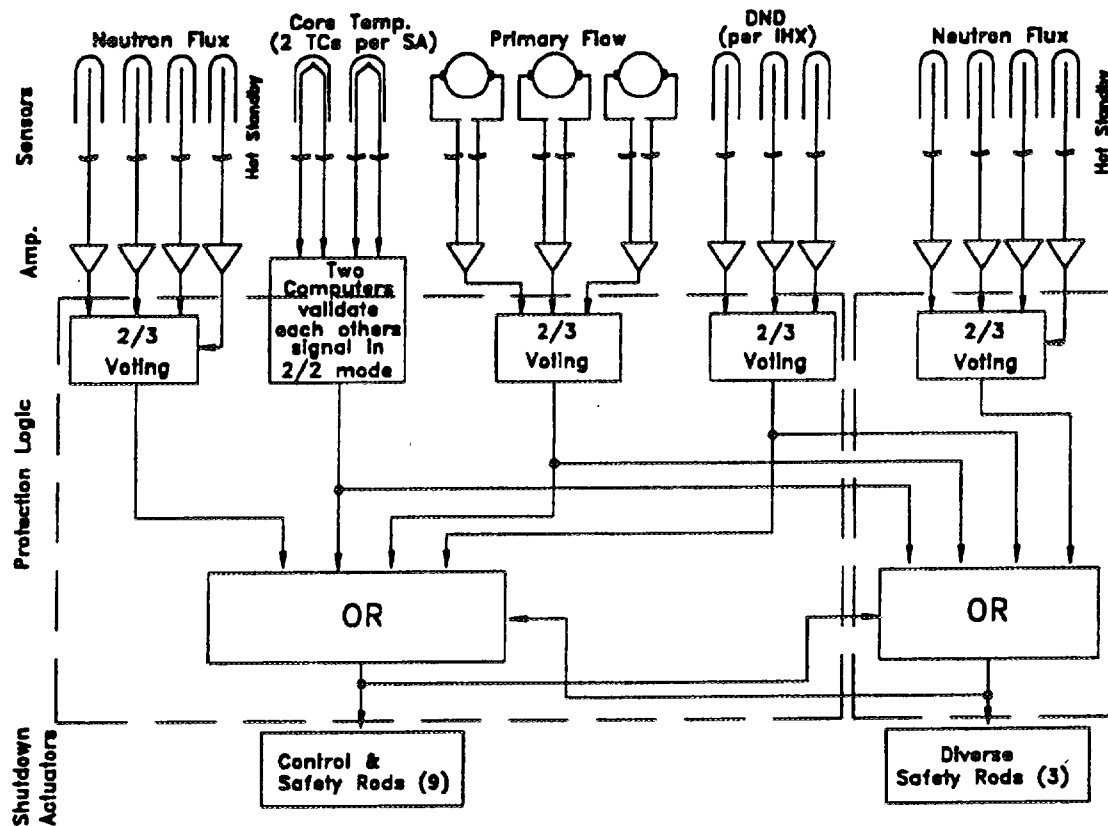 Neutron Flux
Core Temp.
(2 TCs per SA)
Primary Flow
DND
(per IHX)
Neutron Flux
Sensors
Hot Standby
Hot Standby
Amp.
Two
Computers
validate
each others
signal in
2/2 mode
2/3
Voting
2/3
Voting
2/3
Voting
2/3
Voting
Protection Logic
OR
OR
Shutdown
Actuators
Control &
Safety Rods (9)
Diverse
Safety Rods (3)